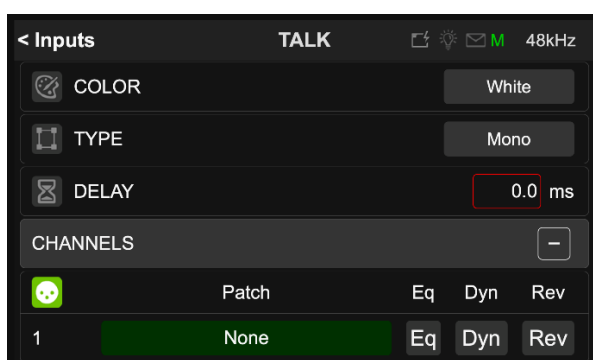 < Inputs TALK M 48kHz
COLOR White
TYPE Mono
DELAY 0.0 ms
CHANNELS −
Patch Eq Dyn Rev
1 None Eq Dyn Rev